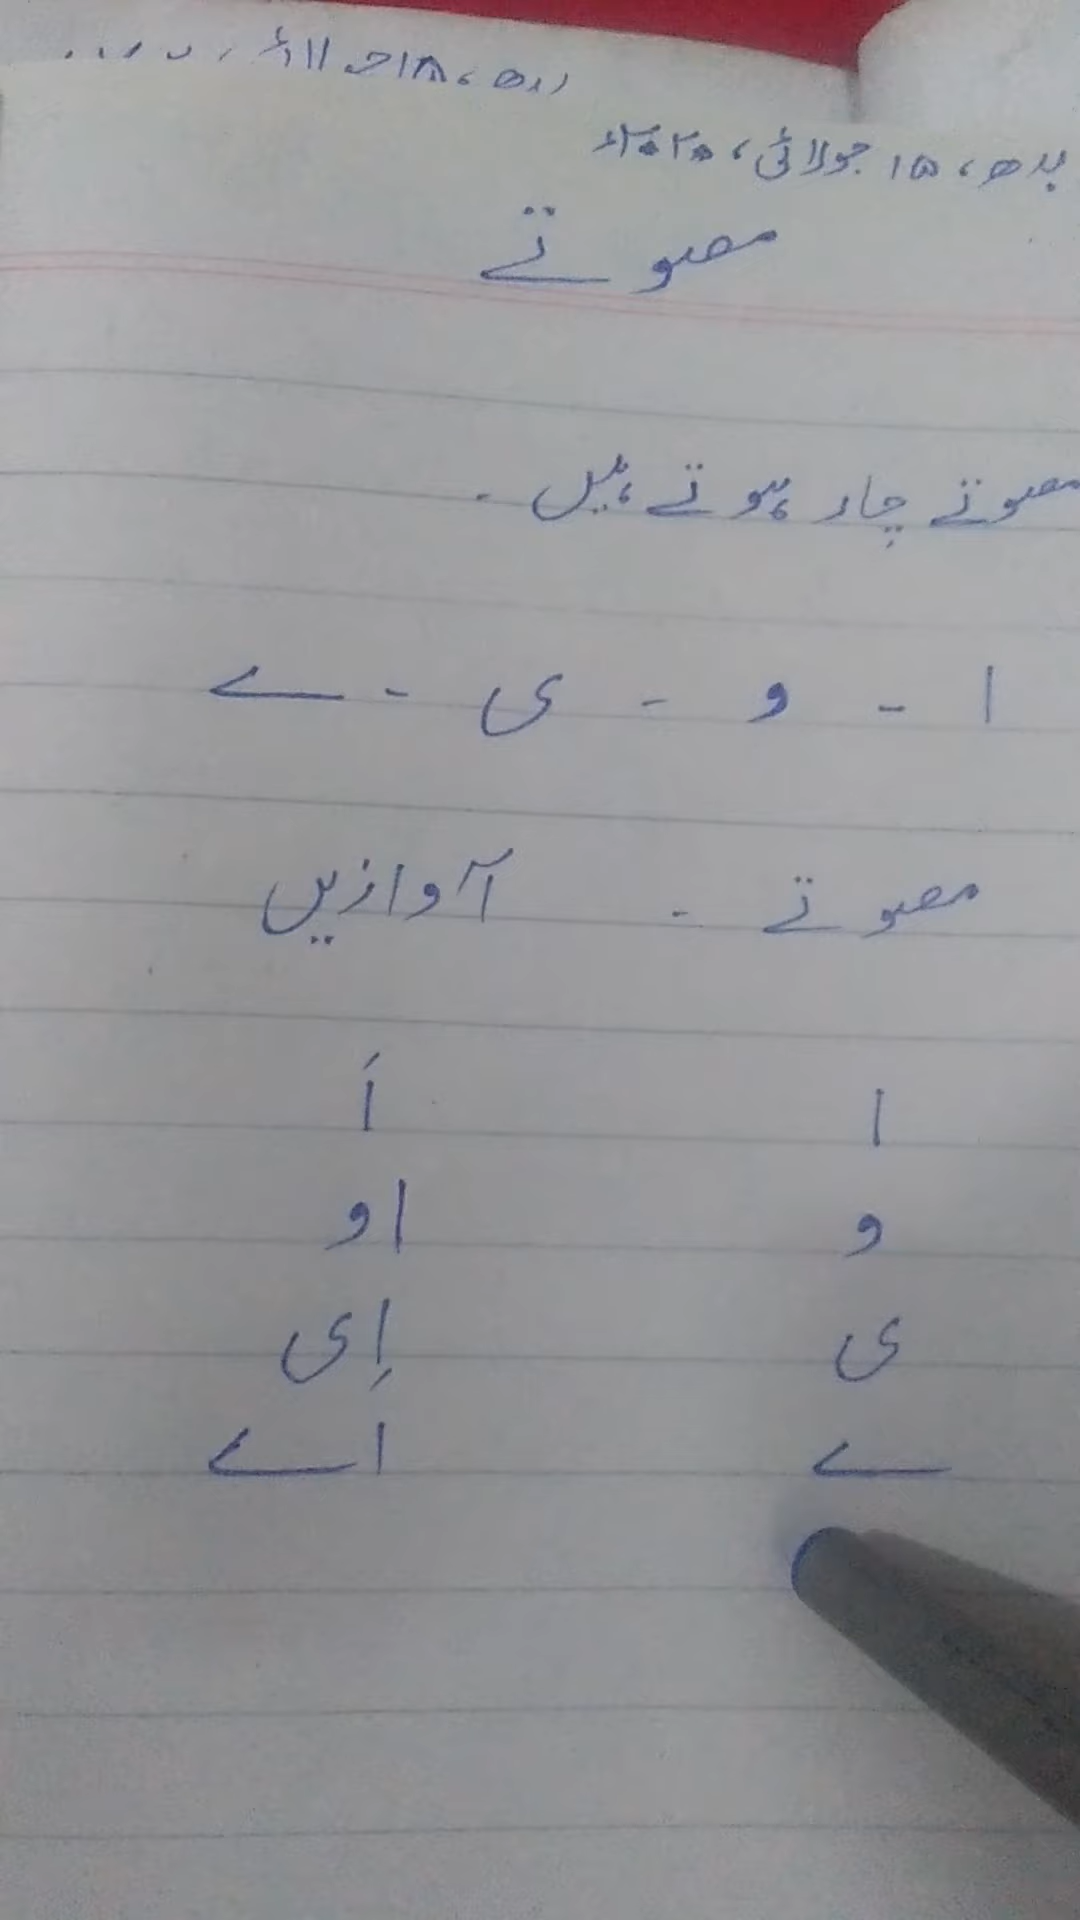 بدھ، ۱۵ جولائی، ۲۰۲۰ء
مصوتے
مصوتے چار ہوتے ہیں۔
ا - و - ی - ے
مصوتے - آوازیں
ا اَ
و او
ی اِی
ے اے